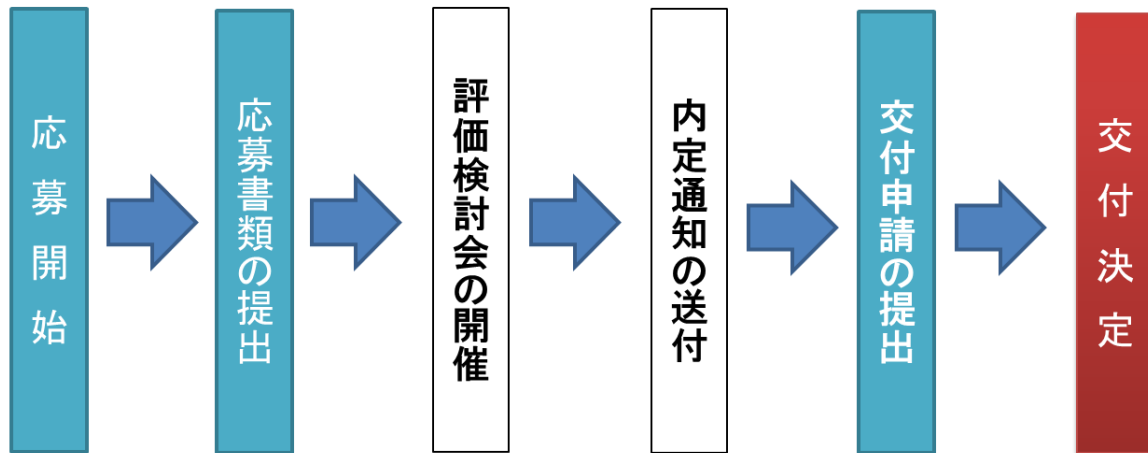 応募開始
応募書類の提出
評価検討会の開催
内定通知の送付
交付申請の提出
交付決定